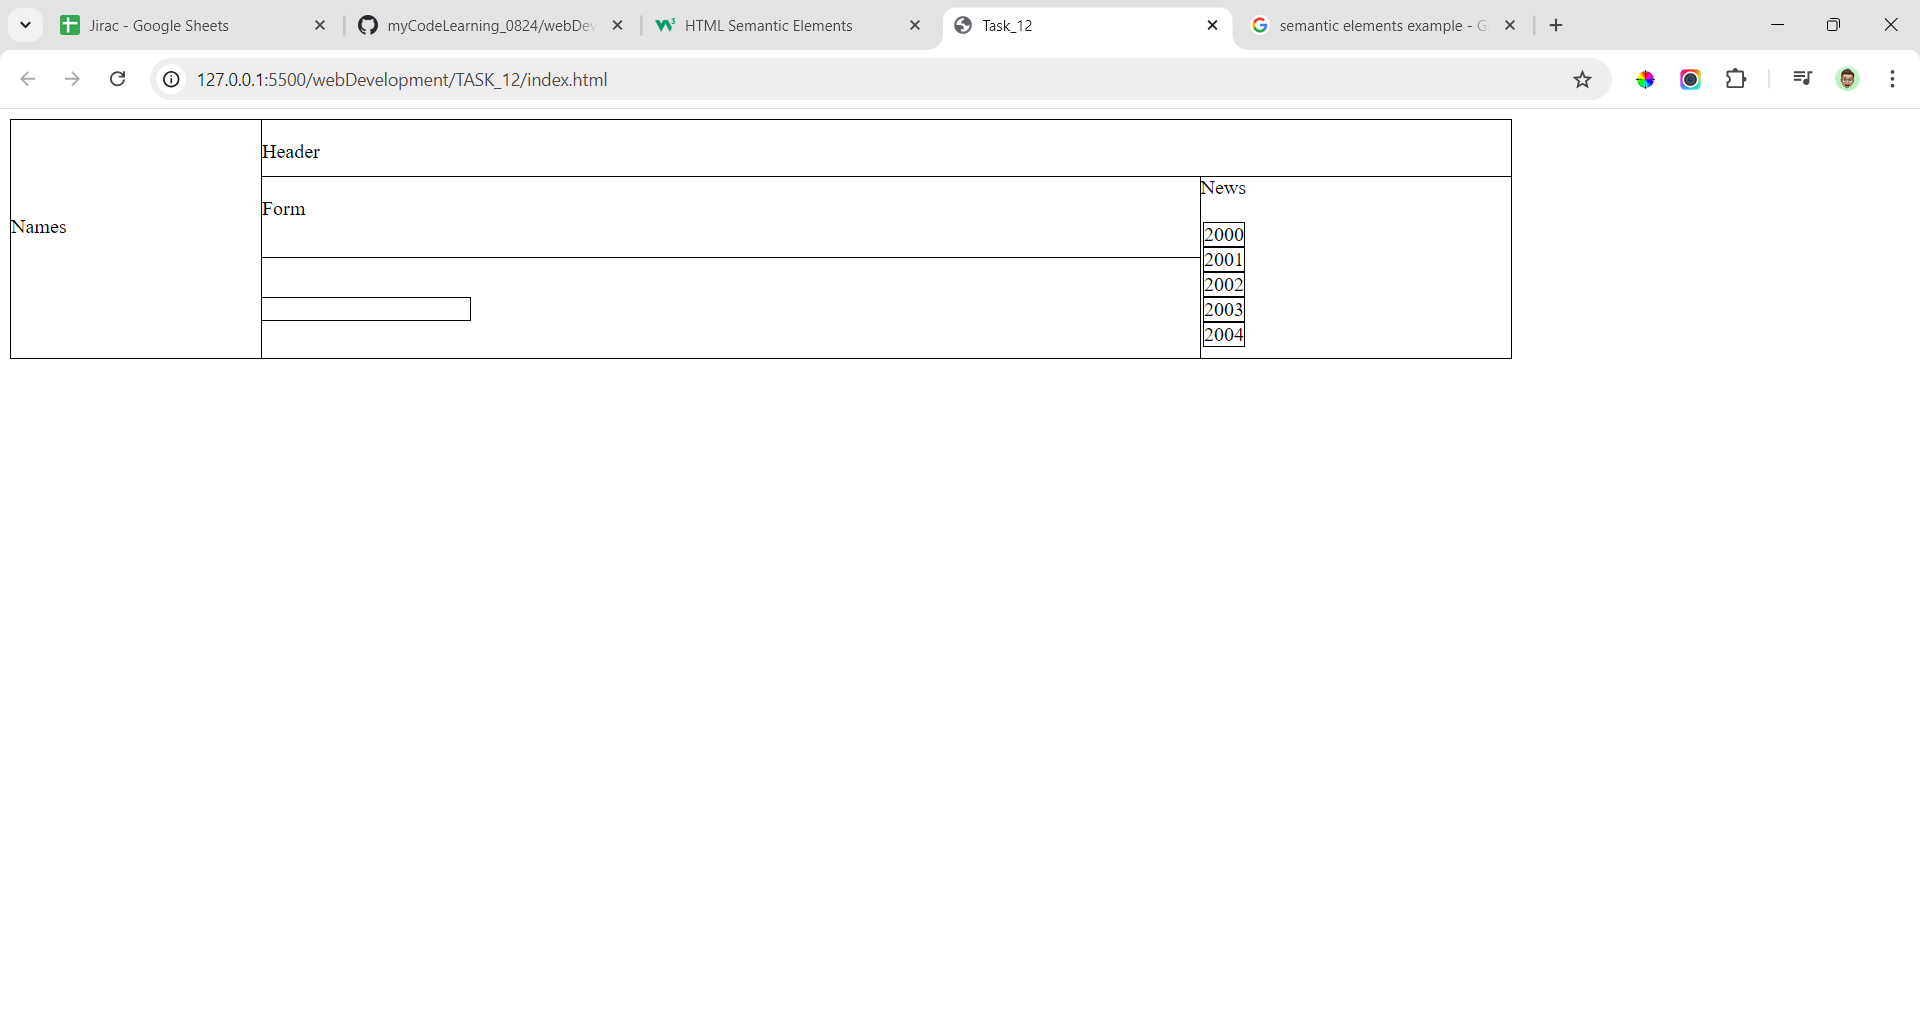 Jirac - Google Sheets
myCodeLearning_0824/webDev
HTML Semantic Elements
Task_12
semantic elements example - G
127.0.0.1:5500/webDevelopment/TASK_12/index.html
Header
Names
Form
News
2000
2001
2002
2003
2004